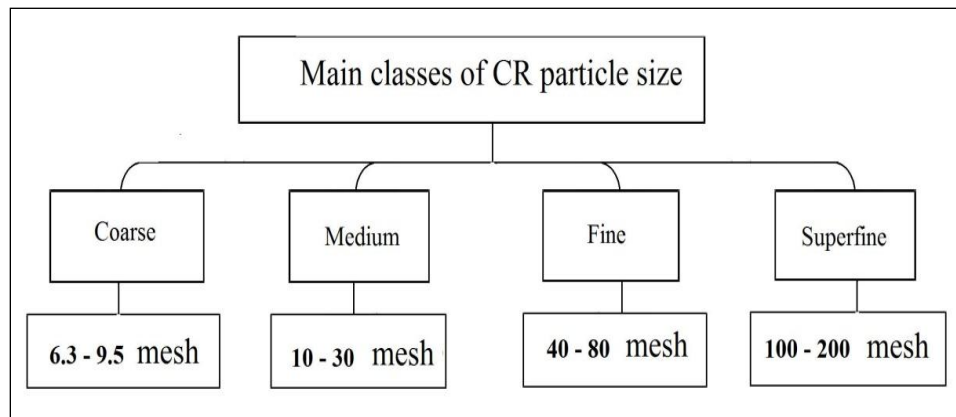 Main classes of CR particle size
Coarse
Medium
Fine
Superfine
6.3 - 9.5 mesh
10 - 30 mesh
40 - 80 mesh
100 - 200 mesh